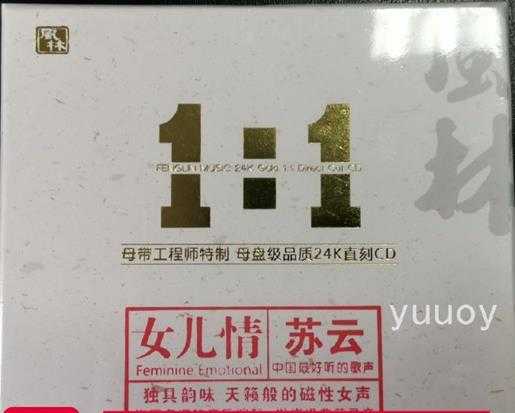 風林
風林
1:1
FENGLIN MUSIC 24K Gold 1:1 Direct Cut CD
母带工程师特制 母盘级品质24K直刻CD
yuuoy
女儿情 苏云
Feminine Emotional 中国最好听的歌声
独具韵味 天籁般的磁性女声